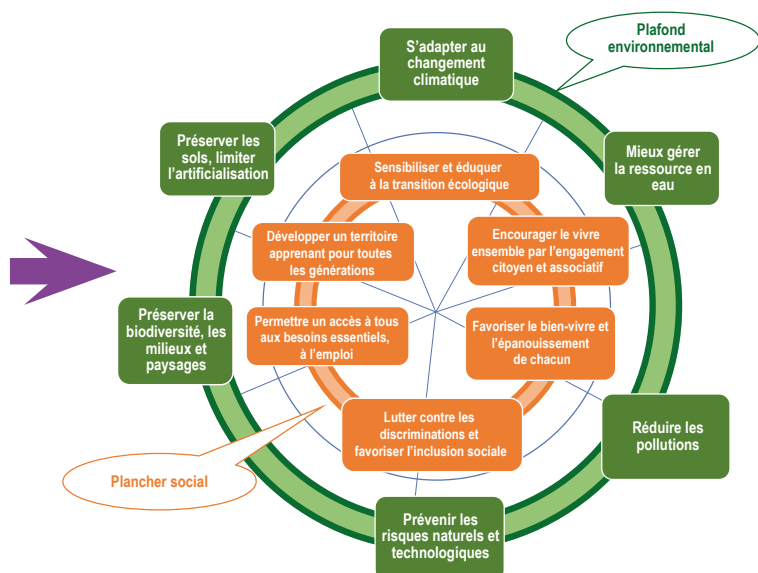 Plafond
environnemental
S’adapter au
changement
climatique
Préserver les
sols, limiter
l’artificialisation
Mieux gérer
la ressource en
eau
Sensibiliser et éduquer
à la transition écologique
Développer un territoire
apprenant pour toutes
les générations
Encourager le vivre
ensemble par l’engagement
citoyen et associatif
Préserver la
biodiversité, les
milieux et
paysages
Permettre un accès à tous
aux besoins essentiels,
à l’emploi
Favoriser le bien-vivre et
l’épanouissement
de chacun
Lutter contre les
discriminations et
favoriser l’inclusion sociale
Réduire les
pollutions
Plancher social
Prévenir les
risques naturels et
technologiques